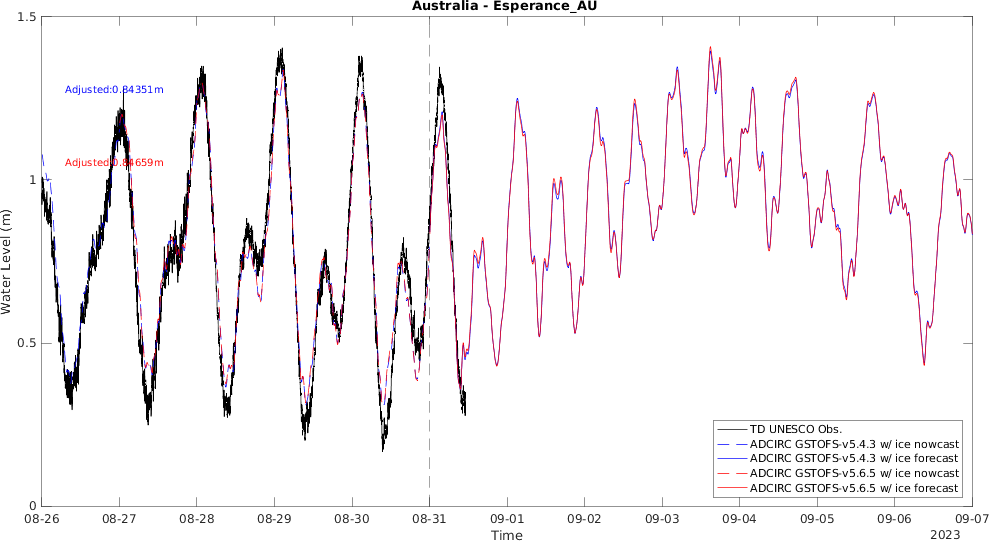 Australia - Esperance_AU
1.5
1
0.5
0
Water Level (m)
Adjusted:0.84351m
Adjusted:0.84659m
TD UNESCO Obs.
ADCIRC GSTOFS-v5.4.3 w/ ice nowcast
ADCIRC GSTOFS-v5.4.3 w/ ice forecast
ADCIRC GSTOFS-v5.6.5 w/ ice nowcast
ADCIRC GSTOFS-v5.6.5 w/ ice forecast
08-26 08-27 08-28 08-29 08-30 08-31 09-01 09-02 09-03 09-04 09-05 09-06 09-07
Time
2023